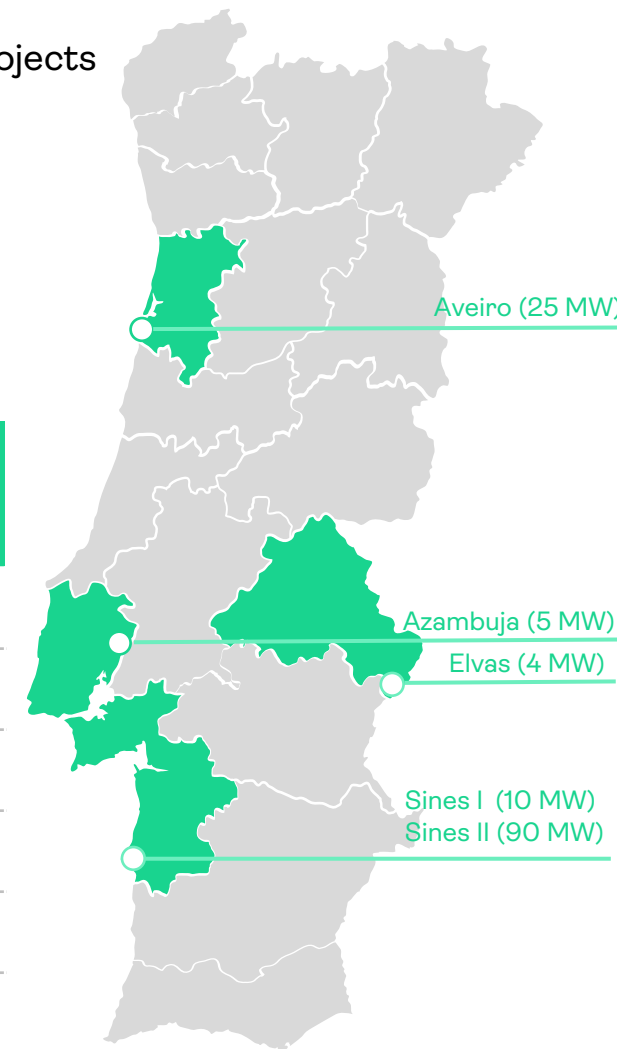 ojects
Aveiro (25 MW)
Azambuja (5 MW)
Elvas (4 MW)
Sines I (10 MW)
Sines II (90 MW)